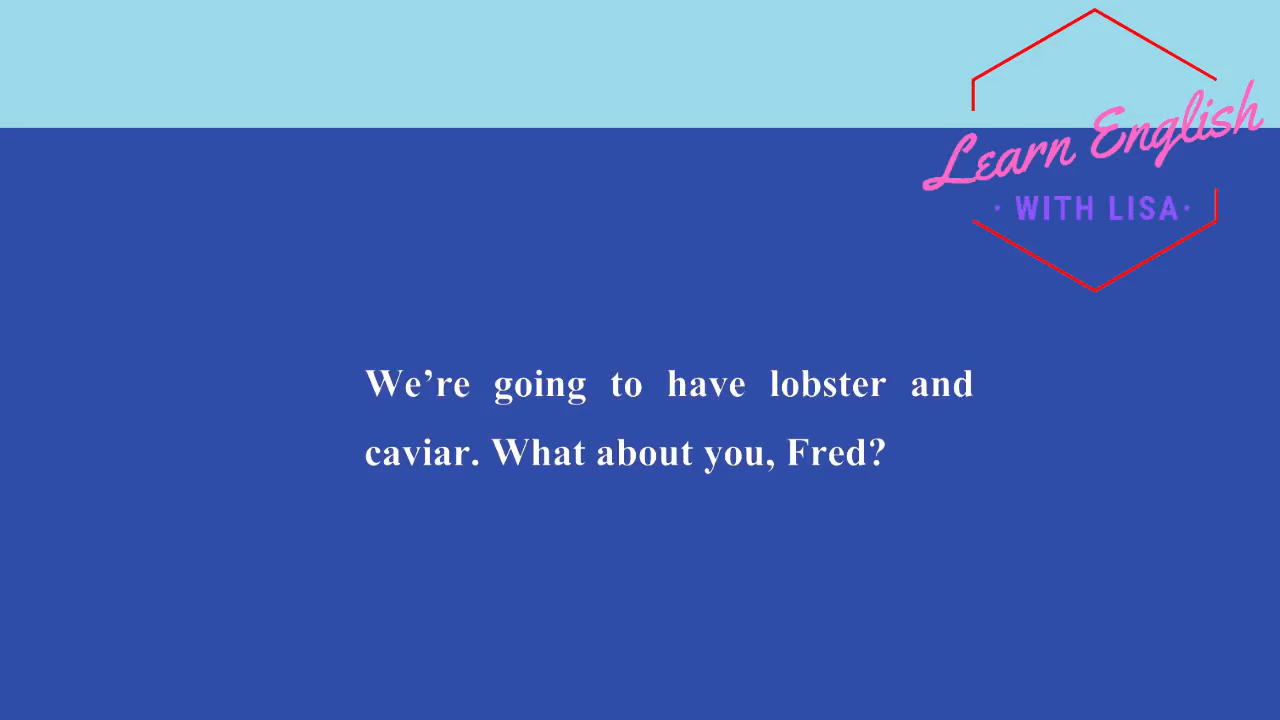 Learn English
· WITH LISA·
We’re going to have lobster and
caviar. What about you, Fred?